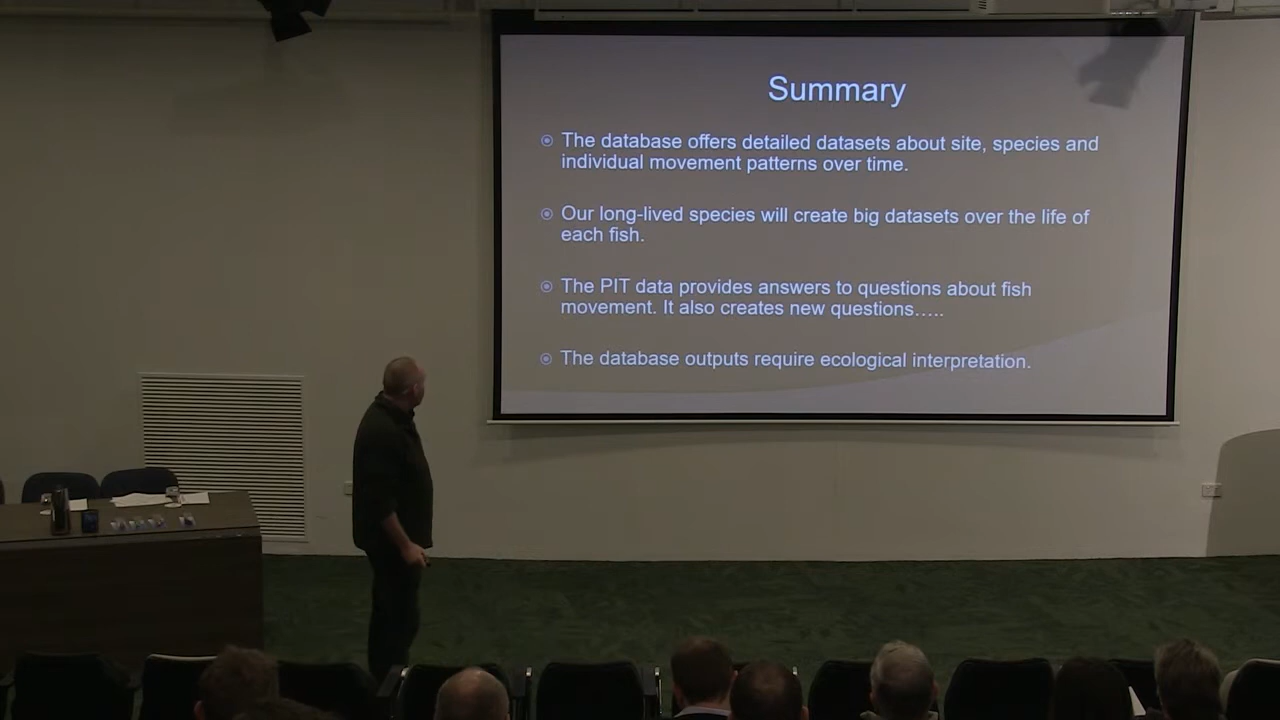 Summary
The database offers detailed datasets about site, species and
individual movement patterns over time.
Our long-lived species will create big datasets over the life of
each fish.
The PIT data provides answers to questions about fish
movement. It also creates new questions…..
The database outputs require ecological interpretation.